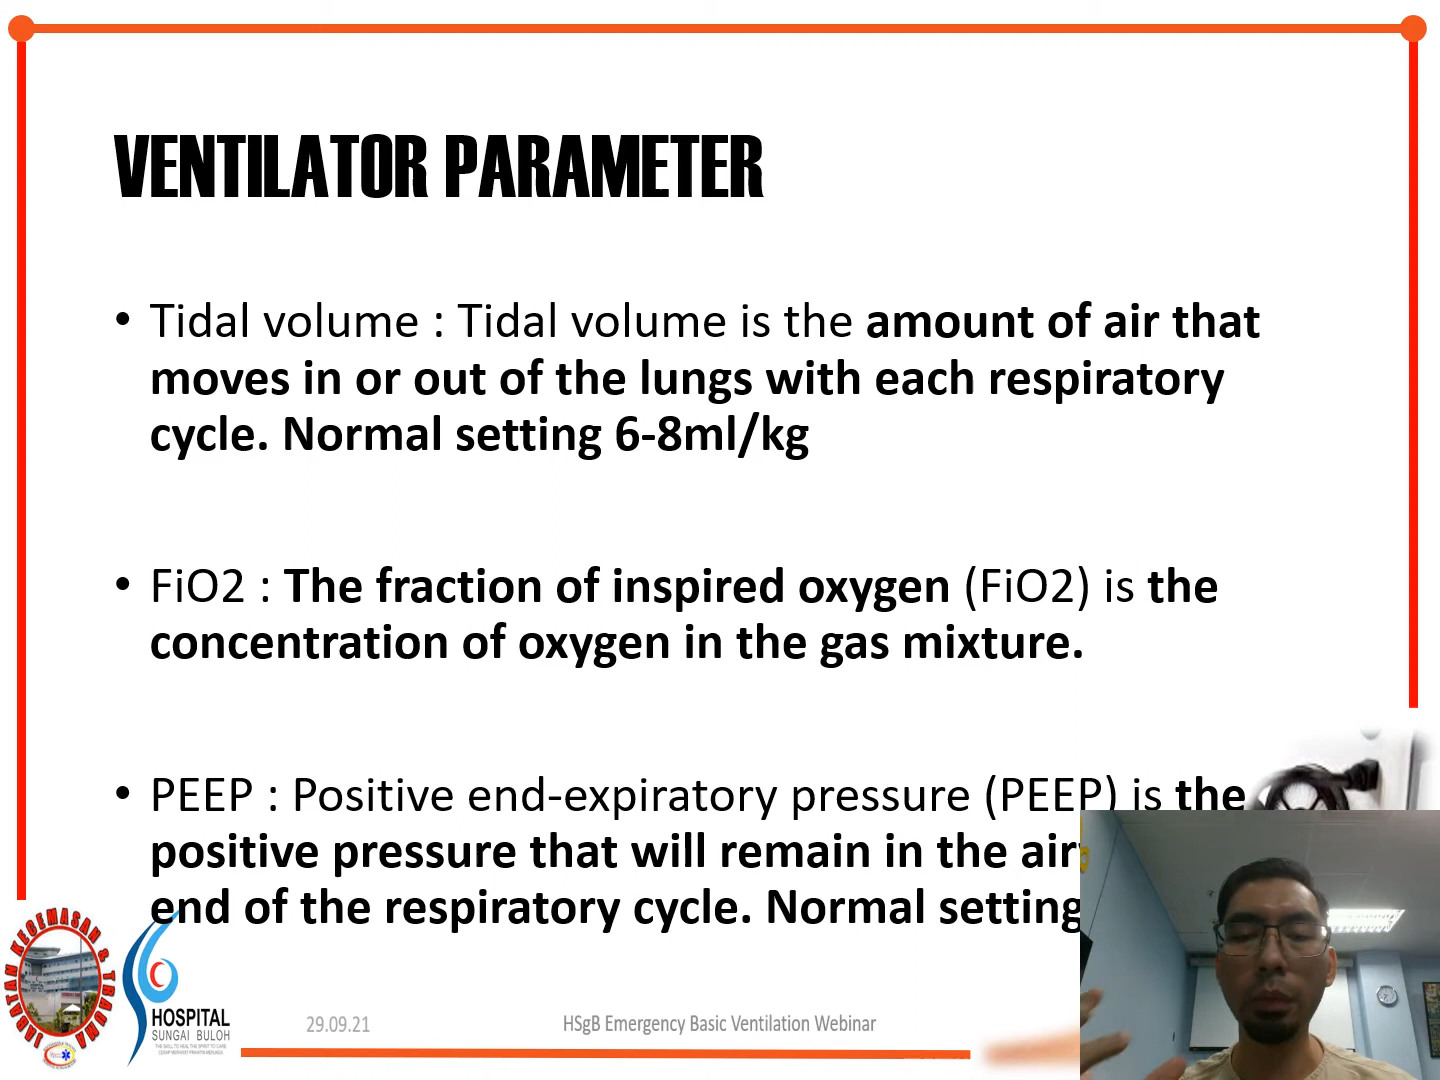 VENTILATOR PARAMETER
• Tidal volume : Tidal volume is the amount of air that
moves in or out of the lungs with each respiratory
cycle. Normal setting 6-8ml/kg
• FiO2 : The fraction of inspired oxygen (FiO2) is the
concentration of oxygen in the gas mixture.
• PEEP : Positive end-expiratory pressure (PEEP) is the
positive pressure that will remain in the
end of the respiratory cycle. Normal setting
JABATAN KECEMASAN & TRAUMA
HOSPITAL
SUNGAI BULOH
29.09.21
HSgB Emergency Basic Ventilation Webinar